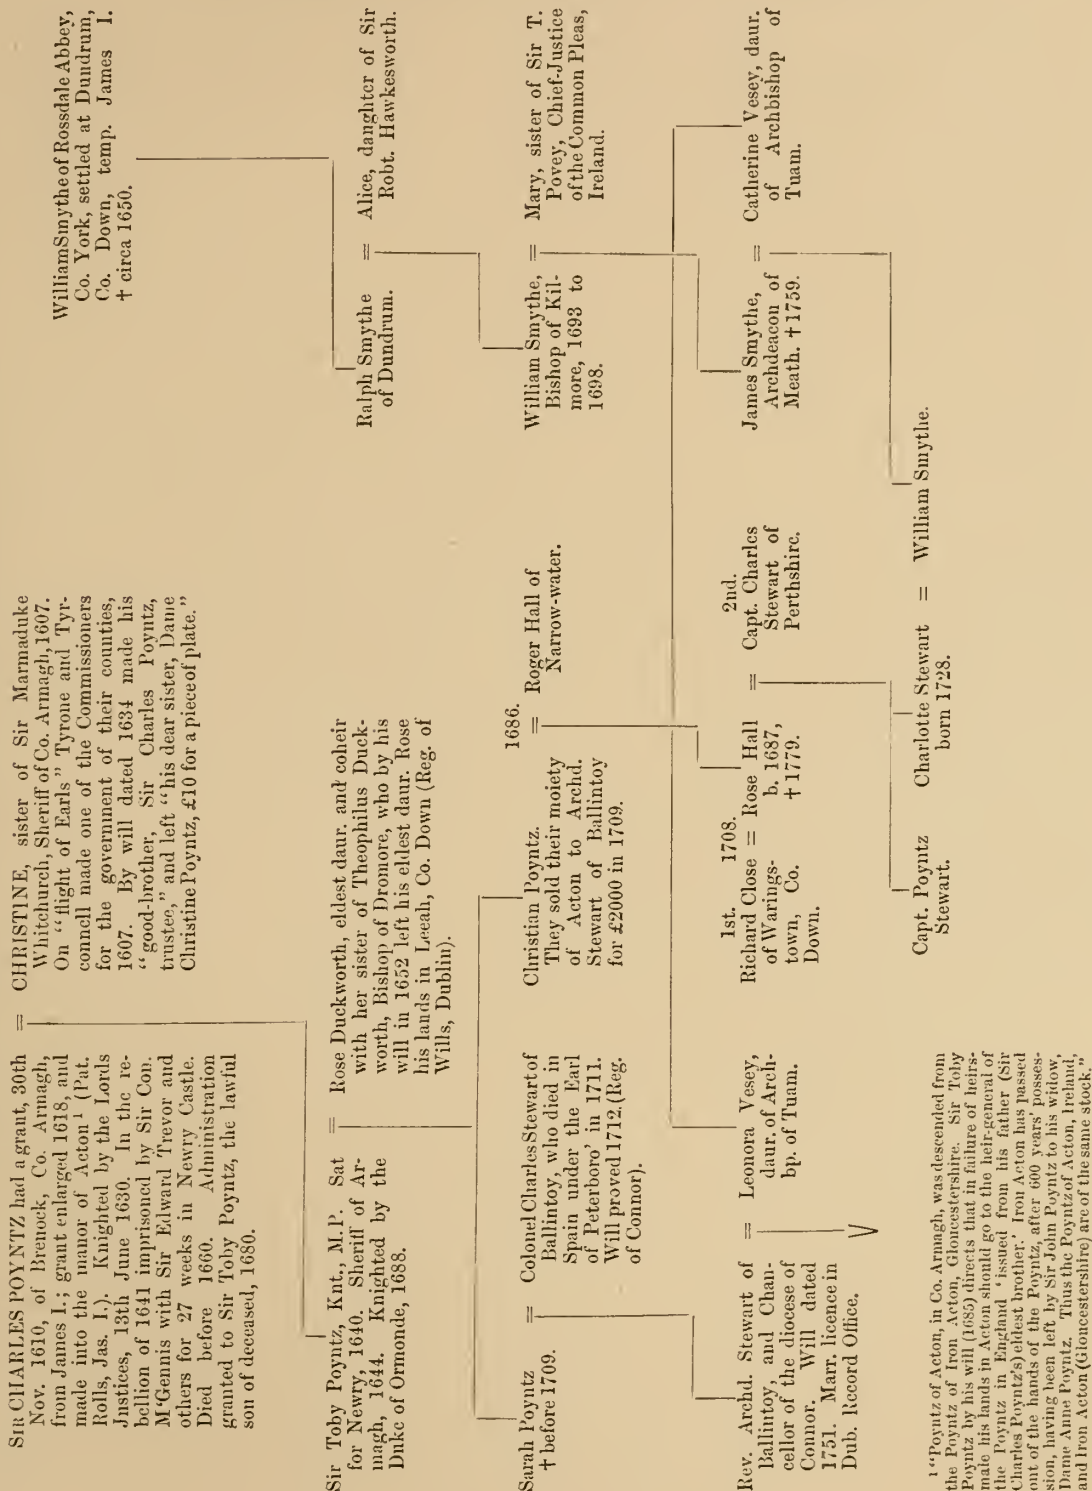 SIR CHARLES POYNTZ had a grant, 30th
Nov. 1610, of Brenock, Co. Armagh,
from James I.; grant enlarged 1618, and
made into the manor of Acton ¹ (Pat.
Rolls, Jas. I.). Knighted by the Lords
Justices, 13th June 1630. In the re-
bellion of 1641 imprisoned by Sir Con.
M'Gennis with Sir Edward Trevor and
others for 27 weeks in Newry Castle.
Died before 1660. Administration
granted to Sir Toby Poyntz, the lawful
son of deceased, 1680.
=
CHRISTINE, sister of Sir Marmaduke
Whitchurch, Sheriff of Co. Armagh, 1607.
On "flight of Earls" Tyrone and Tyr-
connell made one of the Commissioners
for the government of their counties,
1607. By will dated 1634 made his
"good-brother, Sir Charles Poyntz,
trustee," and left "his dear sister, Dame
Christine Poyntz, £10 for a piece of plate."
William Smythe of Rossdale Abbey,
Co. York, settled at Dundrum,
Co. Down, temp. James I.
† circa 1650.
Sir Toby Poyntz, Knt., M.P. Sat
for Newry, 1640. Sheriff of Ar-
magh, 1644. Knighted by the
Duke of Ormonde, 1688.
=
Rose Duckworth, eldest daur. and coheir
with her sister of Theophilus Duck-
worth, Bishop of Dromore, who by his
will in 1652 left his eldest daur. Rose
his lands in Leeah, Co. Down (Reg. of
Wills, Dublin).
Ralph Smythe
of Dundrum.
=
Alice, daughter of Sir
Robt. Hawkesworth.
Sarah Poyntz
† before 1709.
=
Colonel Charles Stewart of
Ballintoy, who died in
Spain under the Earl
of Peterboro' in 1711.
Will proved 1712.(Reg.
of Connor).
Christian Poyntz.
They sold their moiety
of Acton to Archd.
Stewart of Ballintoy
for £2000 in 1709.
1686.
=
Roger Hall of
Narrow-water.
William Smythe,
Bishop of Kil-
more, 1693 to
1698.
=
Mary, sister of Sir T.
Povey, Chief-Justice
of the Common Pleas,
Ireland.
Rev. Archd. Stewart of
Ballintoy, and Chan-
cellor of the diocese of
Connor. Will dated
1751. Marr. licence in
Dub. Record Office.
=
Leonora Vesey,
daur. of Arch-
bp. of Tuam.
1st. 1708.
Richard Close =
of Warings-
town, Co.
Down.
Rose Hall
b. 1687,
† 1779.
=
2nd.
Capt. Charles
Stewart of
Perthshire.
James Smythe,
Archdeacon of
Meath. † 1759.
=
Catherine Vesey, daur.
of Archbishop of
Tuam.
Capt. Poyntz
Stewart.
Charlotte Stewart = William Smythe.
born 1728.
¹ "Poyntz of Acton, in Co. Armagh, was descended from
the Poyntz of Iron Acton, Gloucestershire. Sir Toby
Poyntz by his will (1685) directs that in failure of heirs-
male his lands in Acton should go to the heir-general of
the Poyntz in England 'issued from his father (Sir
Charles Poyntz's) eldest brother.' Iron Acton has passed
out of the hands of the Poyntz, after 600 years' posses-
sion, having been left by Sir John Poyntz to his widow,
Dame Anne Poyntz. Thus the Poyntz of Acton, Ireland,
and Iron Acton (Gloucestershire) are of the same stock."